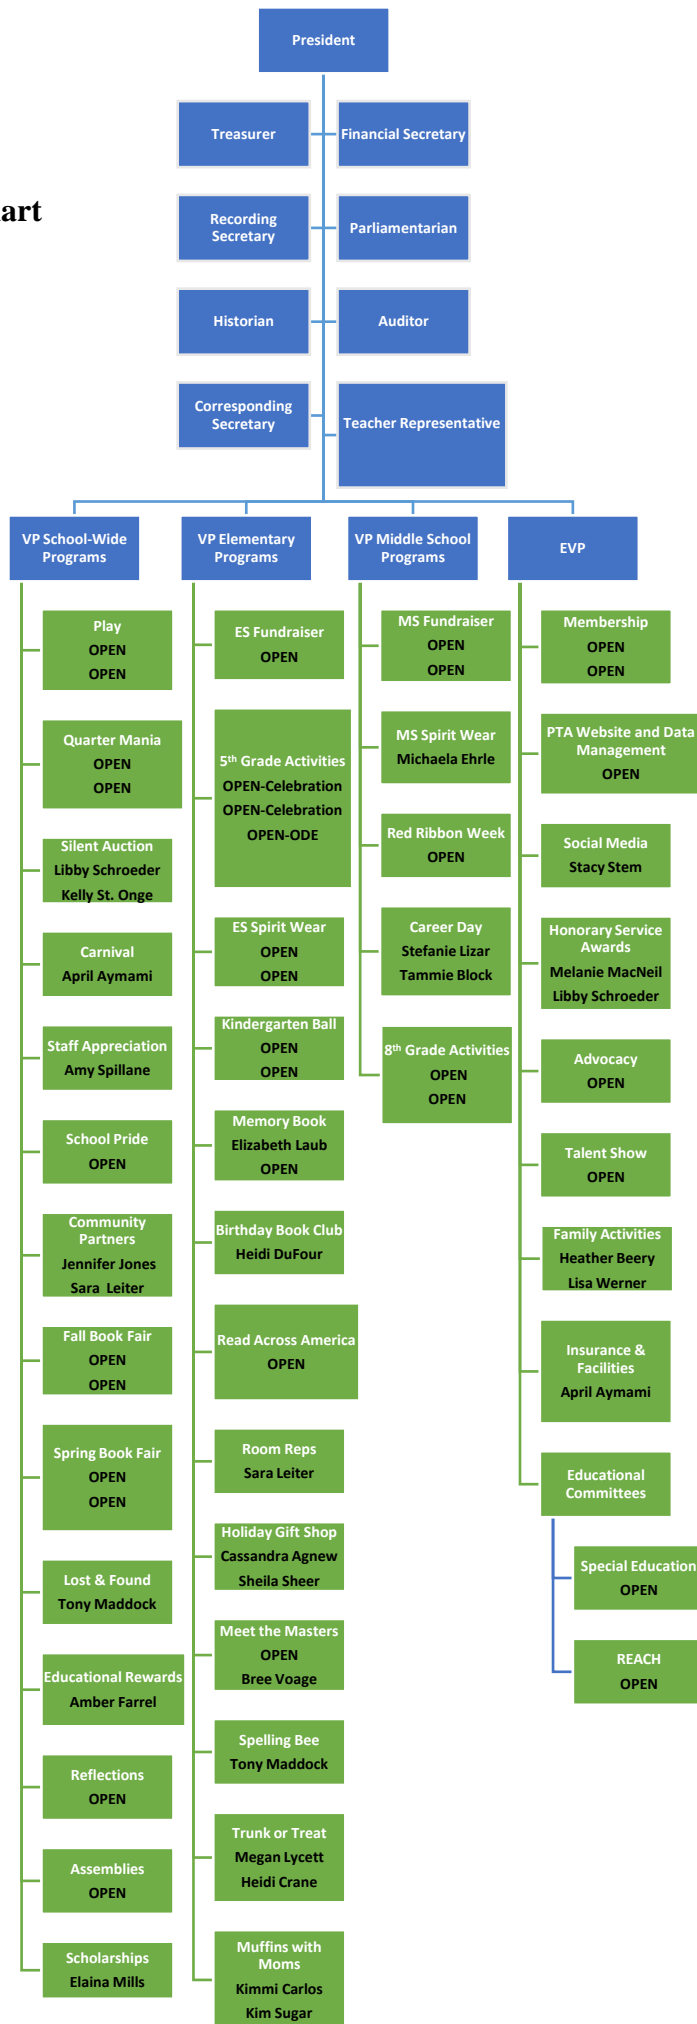 President
Treasurer
Financial Secretary
art
Recording
Secretary
Parliamentarian
Historian
Auditor
Corresponding
Secretary
Teacher Representative
VP School-Wide
Programs
VP Elementary
Programs
VP Middle School
Programs
EVP
Play
OPEN
OPEN
Quarter Mania
OPEN
OPEN
Silent Auction
Libby Schroeder
Kelly St. Onge
Carnival
April Aymami
Staff Appreciation
Amy Spillane
School Pride
OPEN
Community
Partners
Jennifer Jones
Sara  Leiter
Fall Book Fair
OPEN
OPEN
Spring Book Fair
OPEN
OPEN
Lost & Found
Tony Maddock
Educational Rewards
Amber Farrel
Reflections
OPEN
Assemblies
OPEN
Scholarships
Elaina Mills
ES Fundraiser
OPEN
5th Grade Activities
OPEN-Celebration
OPEN-Celebration
OPEN-ODE
ES Spirit Wear
OPEN
OPEN
Kindergarten Ball
OPEN
OPEN
Memory Book
Elizabeth Laub
OPEN
Birthday Book Club
Heidi DuFour
Read Across America
OPEN
Room Reps
Sara Leiter
Holiday Gift Shop
Cassandra Agnew
Sheila Sheer
Meet the Masters
OPEN
Bree Voage
Spelling Bee
Tony Maddock
Trunk or Treat
Megan Lycett
Heidi Crane
Muffins with
Moms
Kimmi Carlos
Kim Sugar
MS Fundraiser
OPEN
OPEN
MS Spirit Wear
Michaela Ehrle
Red Ribbon Week
OPEN
Career Day
Stefanie Lizar
Tammie Block
8th Grade Activities
OPEN
OPEN
Membership
OPEN
OPEN
PTA Website and Data
Management
OPEN
Social Media
Stacy Stem
Honorary Service
Awards
Melanie MacNeil
Libby Schroeder
Advocacy
OPEN
Talent Show
OPEN
Family Activities
Heather Beery
Lisa Werner
Insurance &
Facilities
April Aymami
Educational
Committees
Special Education
OPEN
REACH
OPEN